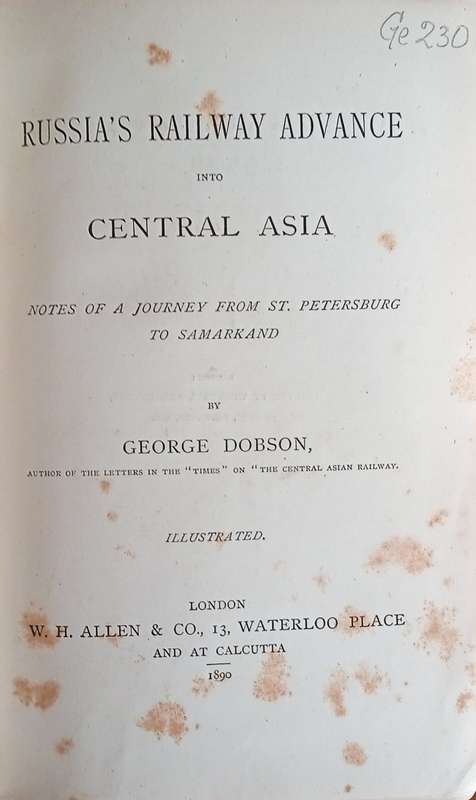 Ge 230
RUSSIA'S RAILWAY ADVANCE
INTO
CENTRAL ASIA
NOTES OF A JOURNEY FROM ST. PETERSBURG
TO SAMARKAND
BY
GEORGE DOBSON,
AUTHOR OF THE LETTERS IN THE "TIMES" ON "THE CENTRAL ASIAN RAILWAY.
ILLUSTRATED.
LONDON
W. H. ALLEN & CO., 13, WATERLOO PLACE
AND AT CALCUTTA
1890